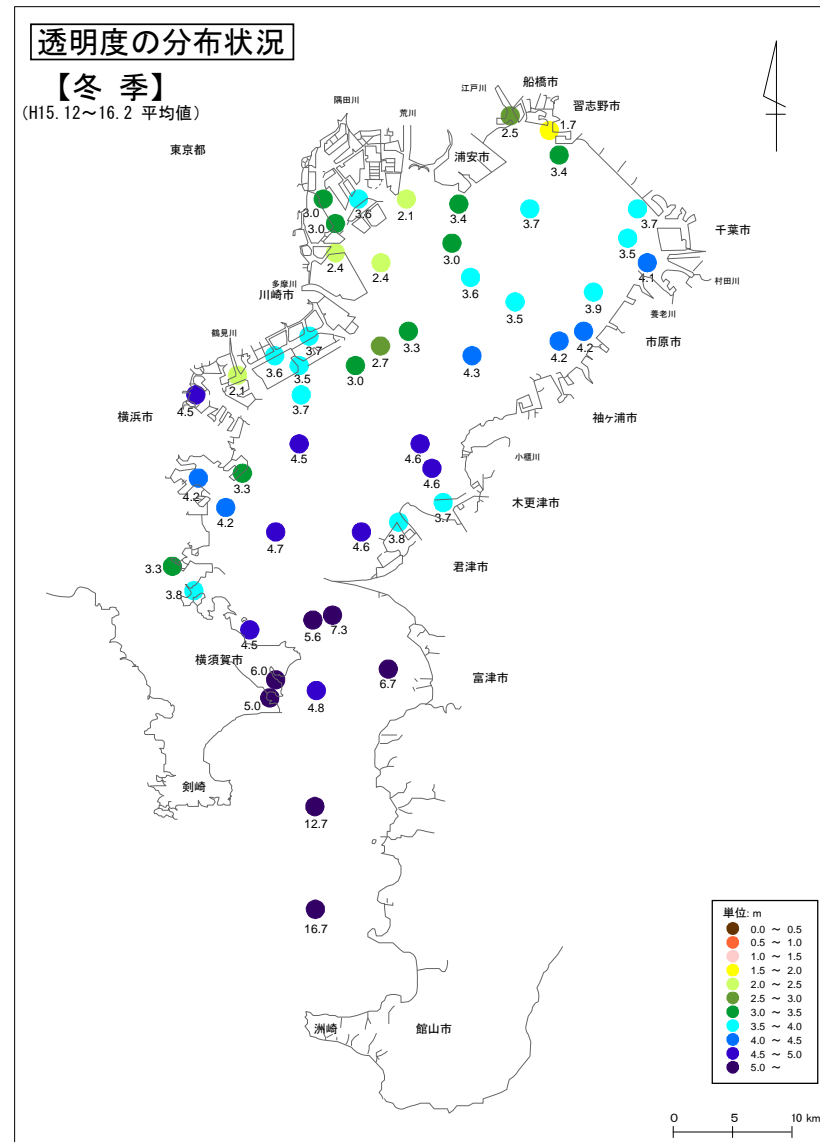 透明度の分布状況
【冬 季】
(H15.12～16.2 平均値)
東京都
隅田川
荒川
江戸川
船橋市
習志野市
浦安市
2.5
1.7
3.4
3.0
3.6
2.1
3.4
3.7
3.7
千葉市
3.0
3.0
3.5
4.1
村田川
2.4
2.4
3.6
3.9
多摩川
川崎市
3.5
養老川
市原市
鶴見川
3.7
3.3
4.2
4.2
3.6
3.5
3.0
2.7
4.3
2.1
4.5
3.7
横浜市
袖ヶ浦市
4.5
4.6
小櫃川
4.2
3.3
4.6
木更津市
4.2
3.7
3.8
4.7
4.6
君津市
3.3
3.8
4.5
5.6
7.3
横須賀市
6.0
6.7
富津市
5.0
4.8
剣崎
12.7
16.7
洲崎
館山市
単位: m
0.0 ～ 0.5
0.5 ～ 1.0
1.0 ～ 1.5
1.5 ～ 2.0
2.0 ～ 2.5
2.5 ～ 3.0
3.0 ～ 3.5
3.5 ～ 4.0
4.0 ～ 4.5
4.5 ～ 5.0
5.0 ～
0 5 10 km